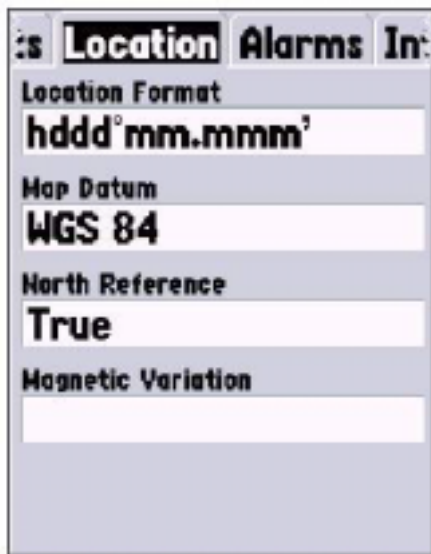 Location Alarms
Location Format
hddd°mm.mmm'
Map Datum
WGS 84
North Reference
True
Magnetic Variation